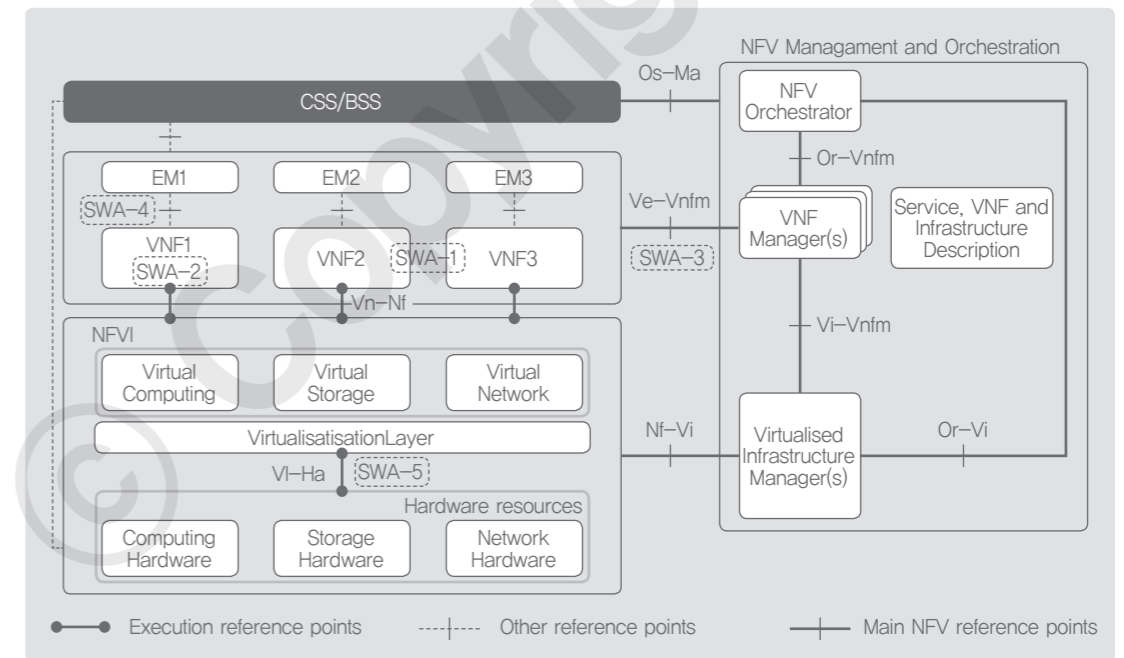 NFV Managament and Orchestration
Os-Ma
CSS/BSS
NFV
Orchestrator
Or-Vnfm
EM1
EM2
EM3
SWA-4
Ve-Vnfm
VNF
Manager(s)
Service, VNF and
Infrastructure
Description
VNF1
SWA-2
VNF2
SWA-1
VNF3
SWA-3
Vn-Nf
Vi-Vnfm
NFVI
Virtual
Computing
Virtual
Storage
Virtual
Network
VirtualisatisationLayer
Nf-Vi
Virtualised
Infrastructure
Manager(s)
Or-Vi
Vl-Ha
SWA-5
Hardware resources
Computing
Hardware
Storage
Hardware
Network
Hardware
Execution reference points
Other reference points
Main NFV reference points
© Copyrig